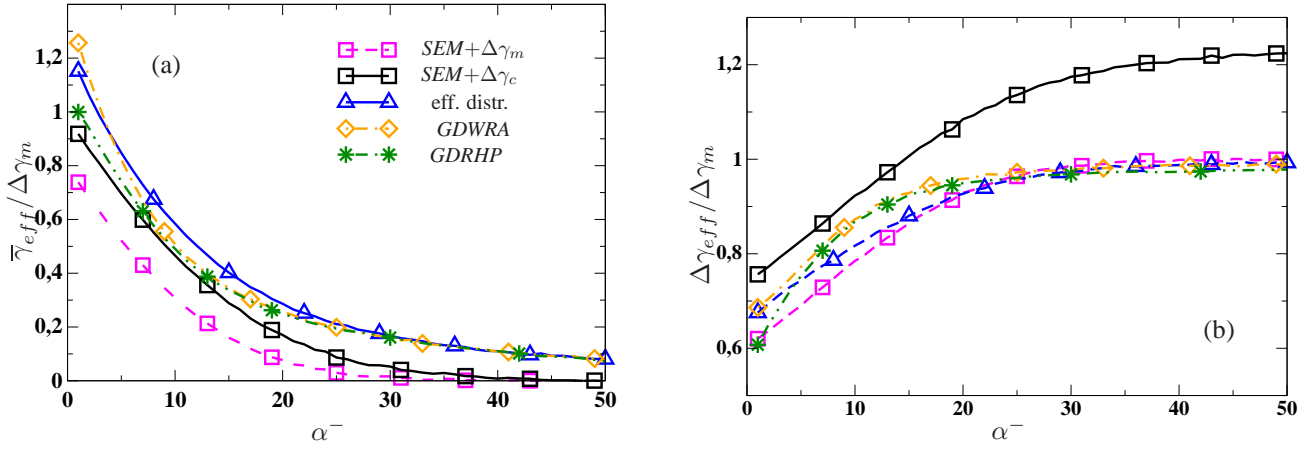 (a)
SEM+Δγ_m
SEM+Δγ_c
eff. distr.
GDWRA
GDRHP
γ̅_eff / Δγ_m
1,2
1
0,8
0,6
0,4
0,2
0
0 10 20 30 40 50
α⁻
(b)
Δγ_eff / Δγ_m
1,2
1
0,8
0,6
0 10 20 30 40 50
α⁻